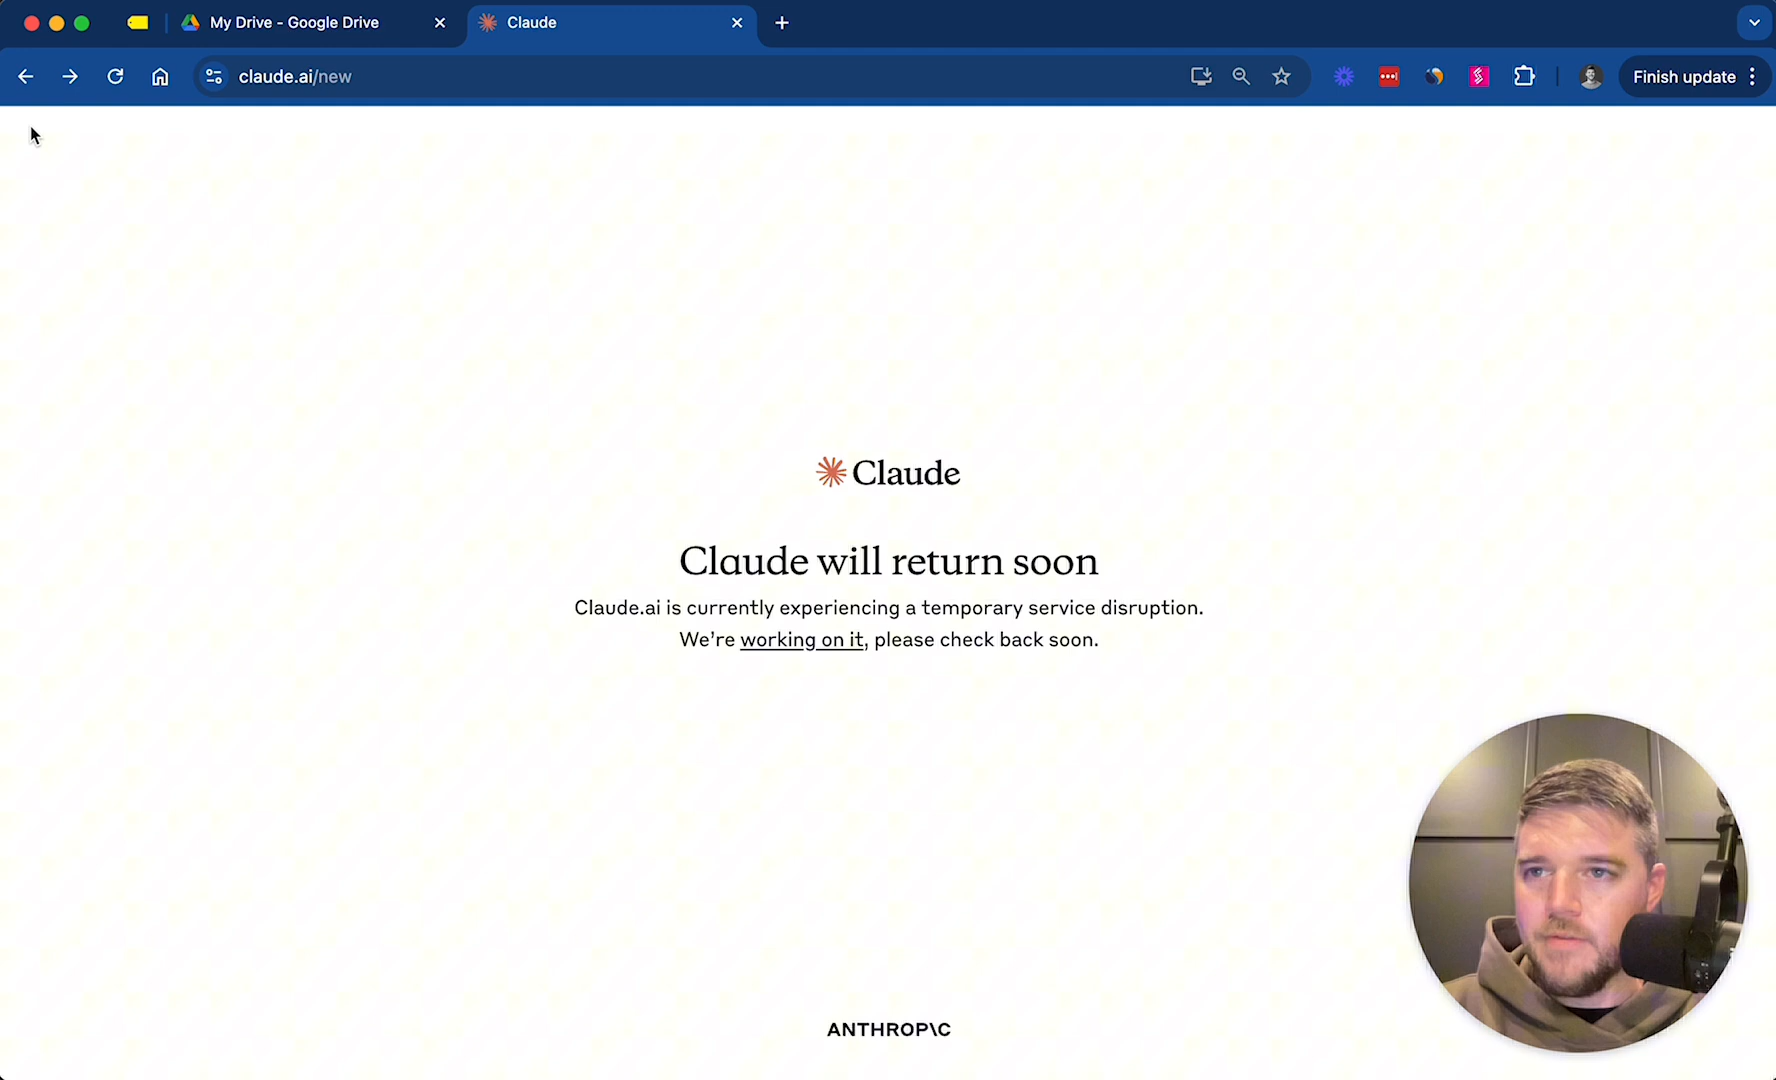 My Drive - Google Drive
Claude
claude.ai/new
Finish update
Claude
Claude will return soon
Claude.ai is currently experiencing a temporary service disruption.
We’re working on it, please check back soon.
ANTHROP\C